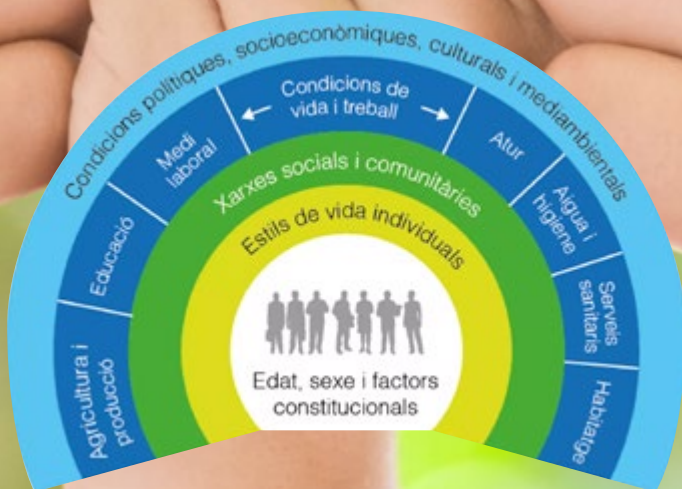 Condicions polítiques, socioeconòmiques, culturals i mediambientals
Condicions de
vida i treball
Agricultura i
producció
Educació
Medi
laboral
Atur
Aigua i
higiene
Serveis
sanitaris
Habitatge
Xarxes socials i comunitàries
Estils de vida individuals
Edat, sexe i factors
constitucionals